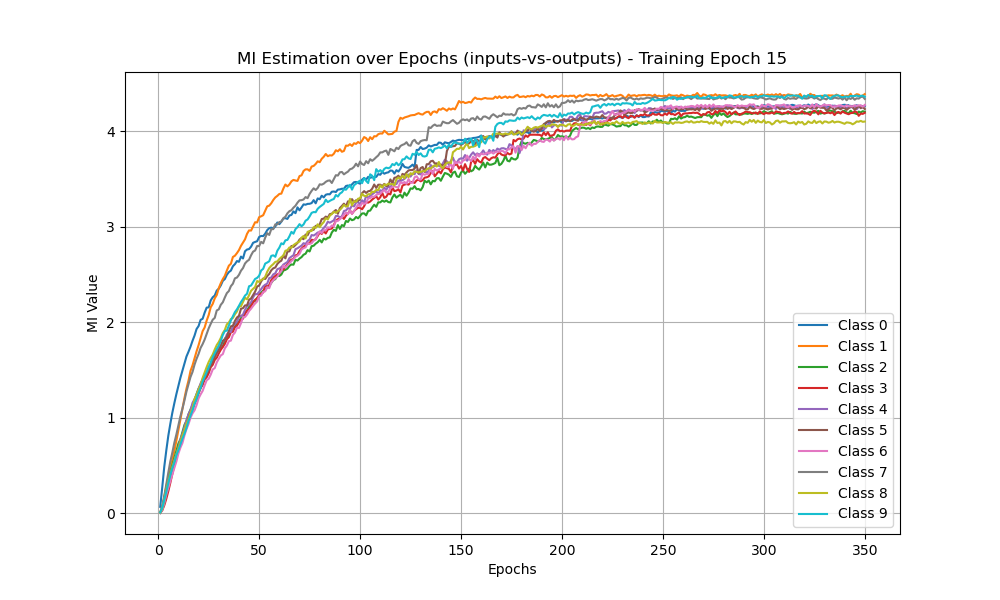 MI Estimation over Epochs (inputs-vs-outputs) - Training Epoch 15
MI Value
4
3
2
1
0
0 50 100 150 200 250 300 350
Epochs
Class 0
Class 1
Class 2
Class 3
Class 4
Class 5
Class 6
Class 7
Class 8
Class 9